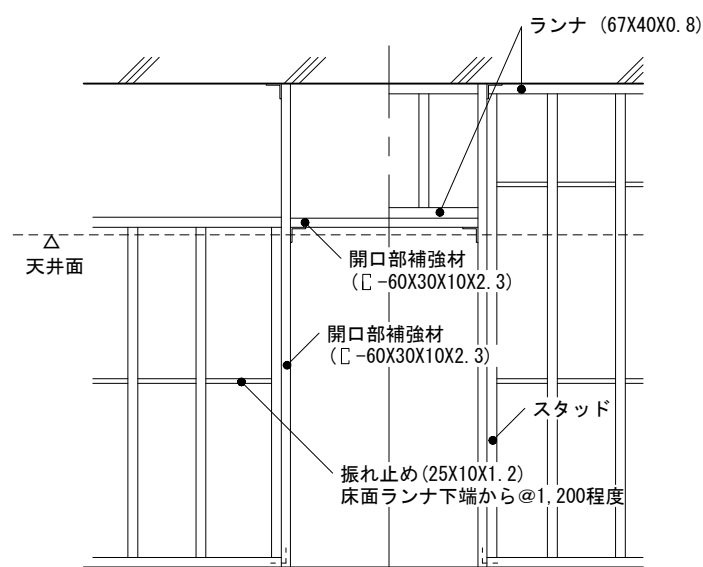 ランナ (67X40X0.8)
△
天井面
開口部補強材
(［-60X30X10X2.3)
開口部補強材
(［-60X30X10X2.3)
スタッド
振れ止め(25X10X1.2)
床面ランナ下端から@1,200程度